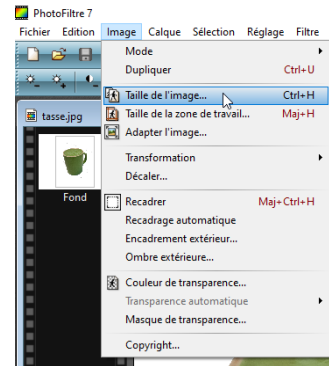 PhotoFiltre 7
Fichier Edition Image Calque Sélection Réglage Filtre
Mode
Dupliquer Ctrl+U
Taille de l'image... Ctrl+H
Taille de la zone de travail... Maj+H
Adapter l'image...
Transformation
Décaler...
Recadrer Maj+Ctrl+H
Recadrage automatique
Encadrement extérieur...
Ombre extérieure...
Couleur de transparence...
Transparence automatique
Masque de transparence...
Copyright...
tasse.jpg
Fond